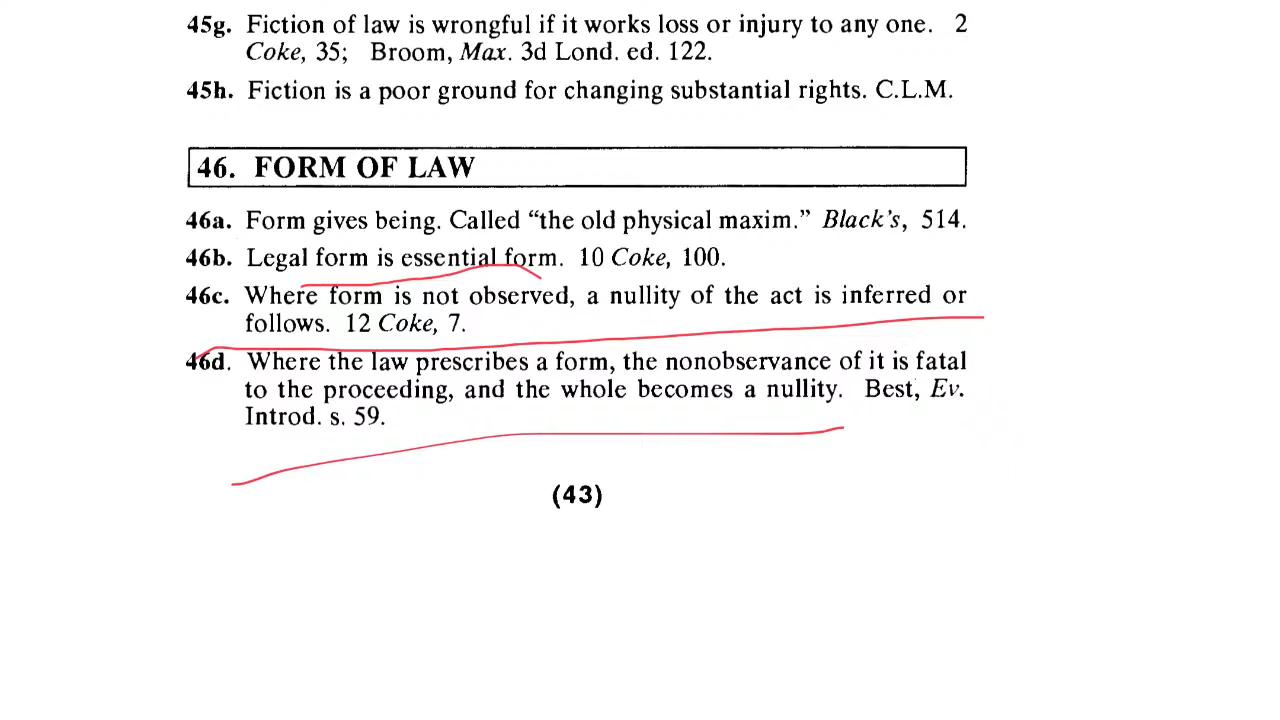 45g. Fiction of law is wrongful if it works loss or injury to any one. 2
Coke, 35; Broom, Max. 3d Lond. ed. 122.
45h. Fiction is a poor ground for changing substantial rights. C.L.M.
46. FORM OF LAW
46a. Form gives being. Called “the old physical maxim.” Black's, 514.
46b. Legal form is essential form. 10 Coke, 100.
46c. Where form is not observed, a nullity of the act is inferred or
follows. 12 Coke, 7.
46d. Where the law prescribes a form, the nonobservance of it is fatal
to the proceeding, and the whole becomes a nullity. Best, Ev.
Introd. s. 59.
(43)